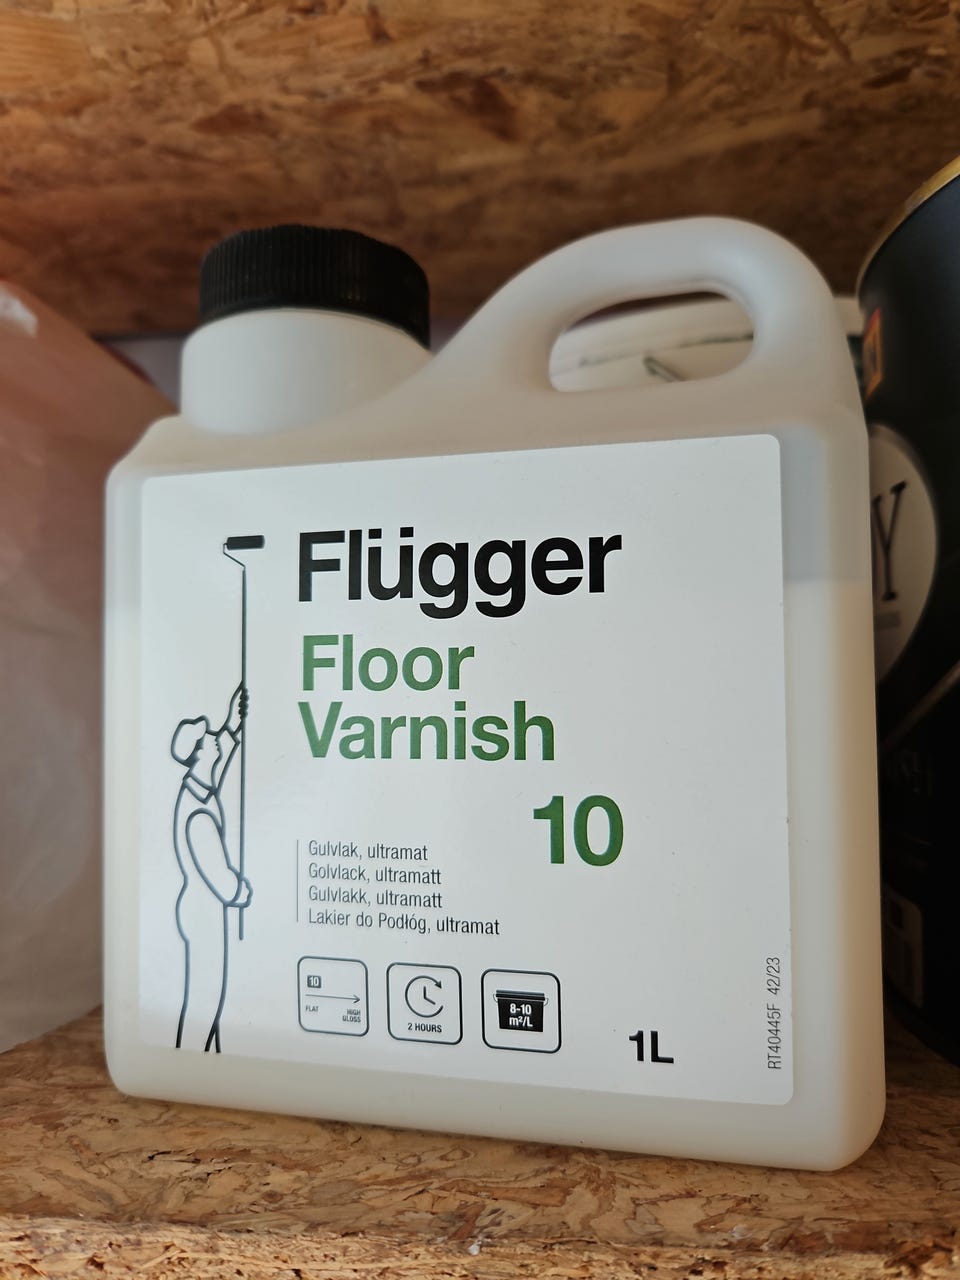 Flügger
Floor
Varnish
10
Gulvlak, ultramat
Golvlack, ultramatt
Gulvlakk, ultramatt
Lakier do Podłóg, ultramat
10
FLAT
HIGH
GLOSS
2 HOURS
8-10
m²/L
1L
RT40445F 42/23
Y